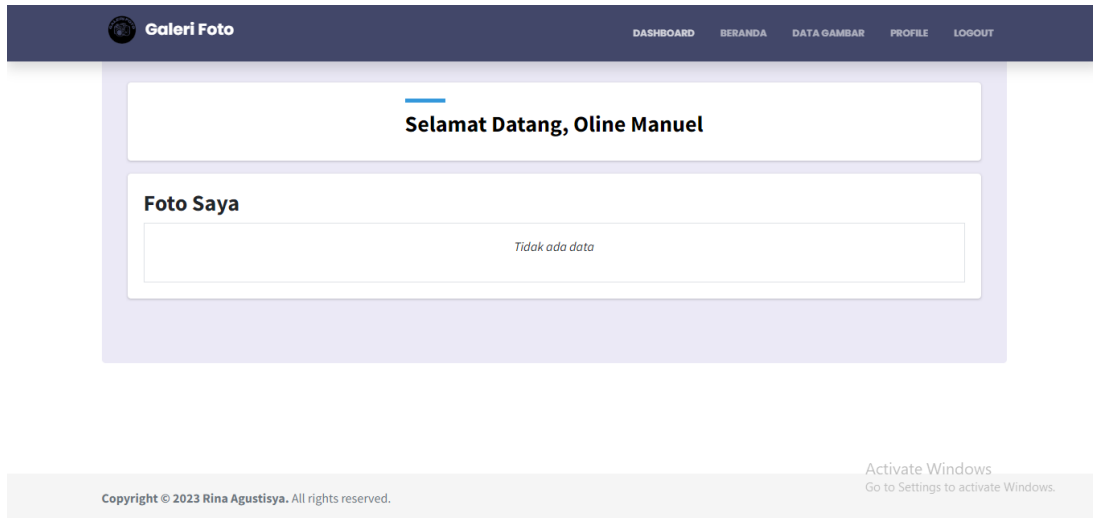 Galeri Foto
DASHBOARD BERANDA DATA GAMBAR PROFILE LOGOUT
Selamat Datang, Oline Manuel
Foto Saya
Tidak ada data
Activate Windows
Go to Settings to activate Windows.
Copyright © 2023 Rina Agustisya. All rights reserved.